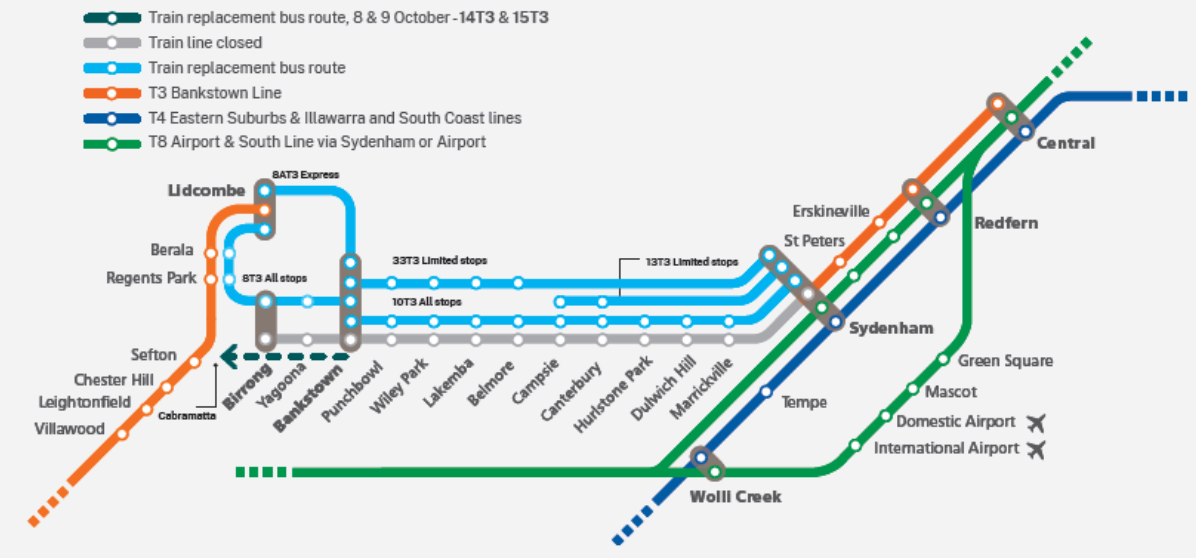 Train replacement bus route, 8 & 9 October - 14T3 & 15T3
Train line closed
Train replacement bus route
T3 Bankstown Line
T4 Eastern Suburbs & Illawarra and South Coast lines
T8 Airport & South Line via Sydenham or Airport
Central
8AT3 Express
Lidcombe
Erskineville
Redfern
St Peters
Berala
33T3 Limited stops
13T3 Limited stops
Regents Park
8T3 All stops
10T3 All stops
Sydenham
Sefton
Green Square
Chester Hill
Birrong
Yagoona
Bankstown
Punchbowl
Wiley Park
Lakemba
Belmore
Campsie
Canterbury
Hurlstone Park
Dulwich Hill
Marrickville
Mascot
Leightonfield
Cabramatta
Tempe
Domestic Airport
Villawood
International Airport
Wolli Creek